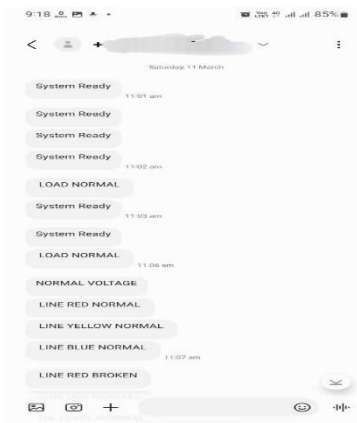 9:18
85%
+
Saturday, 11 March
System Ready
11:01 am
System Ready
System Ready
System Ready
11:02 am
LOAD NORMAL
System Ready
11:03 am
System Ready
LOAD NORMAL
11:06 am
NORMAL VOLTAGE
LINE RED NORMAL
LINE YELLOW NORMAL
LINE BLUE NORMAL
11:07 am
LINE RED BROKEN